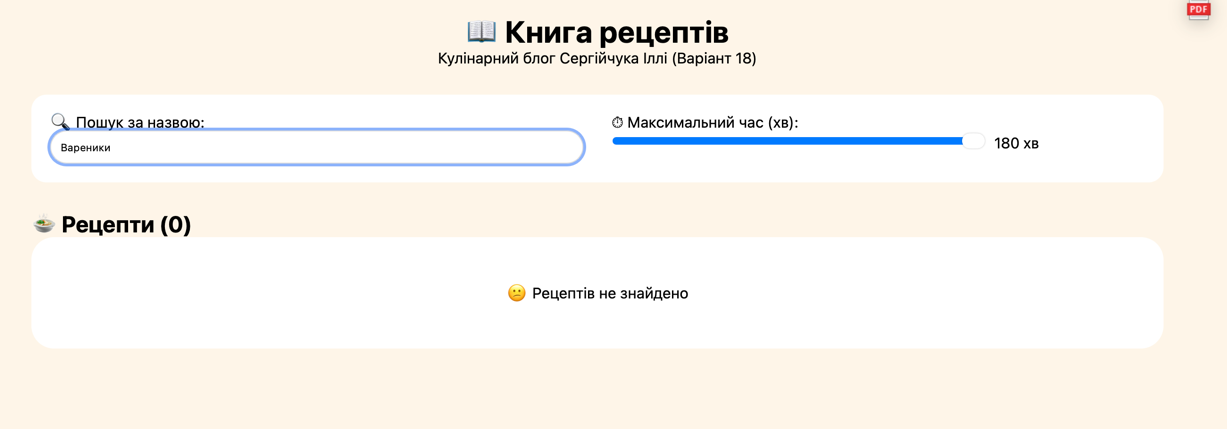 📖 Книга рецептів
Кулінарний блог Сергійчука Іллі (Варіант 18)
PDF
🔍 Пошук за назвою:
Вареники
⏱ Максимальний час (хв):
180 хв
🍲 Рецепти (0)
😕 Рецептів не знайдено